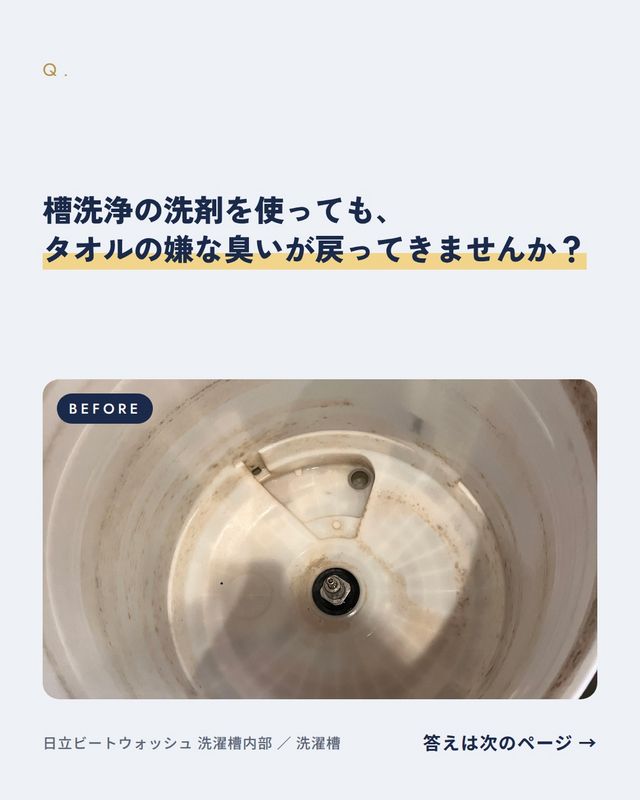 Q.
槽洗浄の洗剤を使っても、
タオルの嫌な臭いが戻ってきませんか？
BEFORE
日立ビートウォッシュ 洗濯槽内部 ／ 洗濯槽
答えは次のページ →